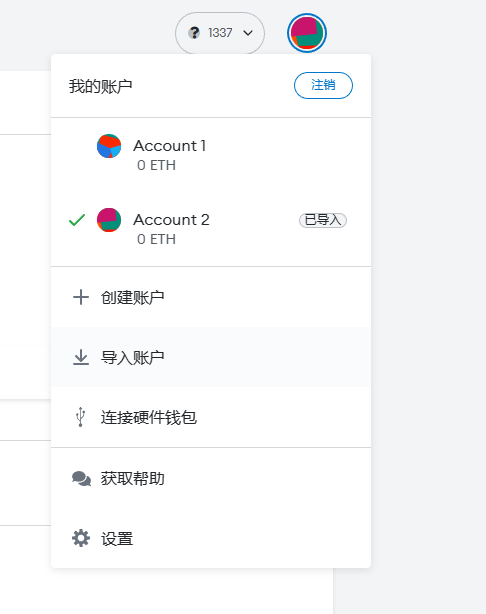 1337
我的账户
注销
Account 1
0 ETH
Account 2
已导入
0 ETH
创建账户
导入账户
连接硬件钱包
获取帮助
设置